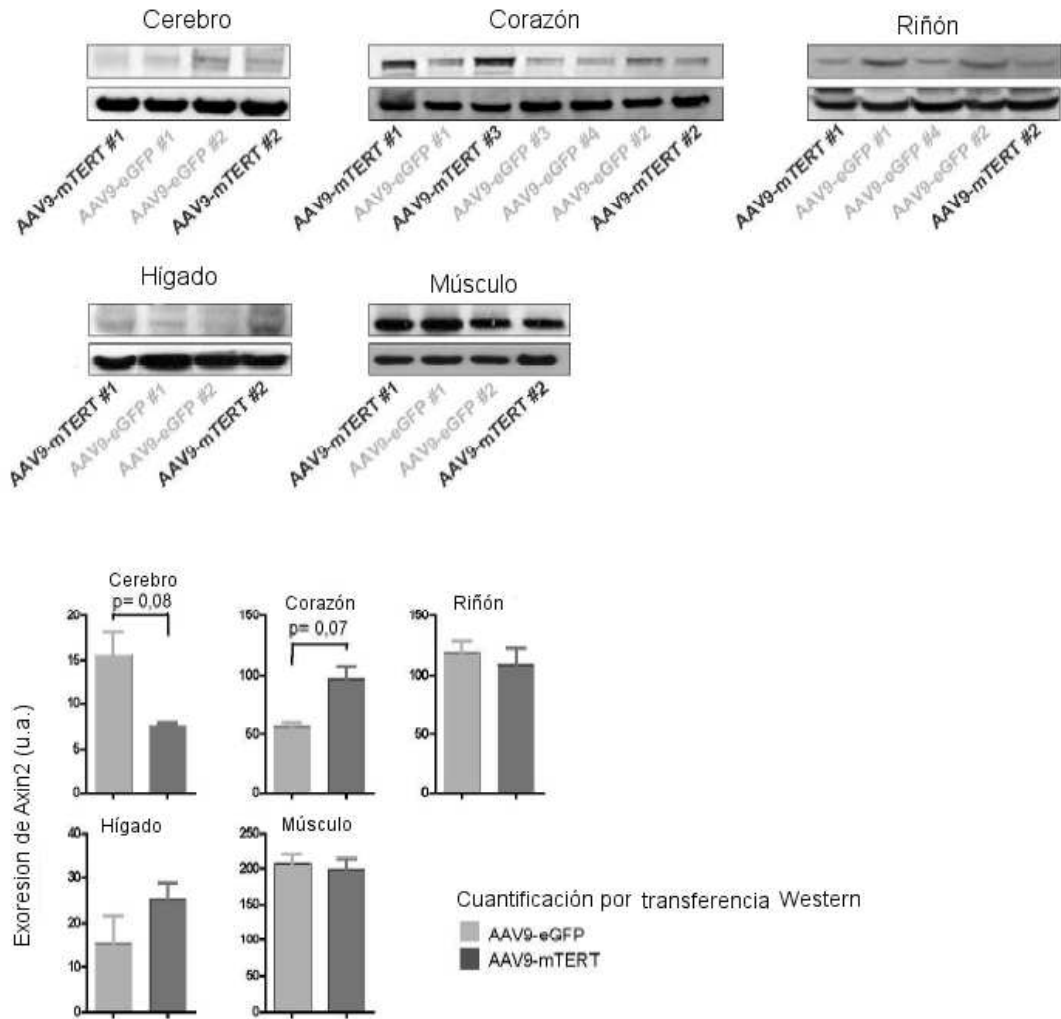 Cerebro
Corazón
Riñón
AAV3-mTERT #1
AAV9-eGFP #1
AAV9-eGFP #2
AAV3-mTERT #2
AAV9-mTERT #1
AAV9-eGFP #1
AAV9-mTERT #3
AAV9-eGFP #3
AAV9-eGFP #4
AAV9-eGFP #2
AAV9-mTERT #2
AAV9-mTERT #1
AAV9-eGFP #1
AAV9-eGFP #4
AAV9-eGFP #2
AAV9-mTERT #2
Hígado
Músculo
AAV9-mTERT #1
AAV9-eGFP #1
AAV9-eGFP #2
AAV9-mTERT #2
AAV9-mTERT #1
AAV9-eGFP #1
AAV9-eGFP #2
AAV9-mTERT #2
Exoresion de Axin2 (u.a.)
Cerebro
p= 0,08
20
15
10
5
0
Corazón
p= 0,07
150
100
50
0
Riñón
150
100
50
0
Hígado
40
30
20
10
0
Músculo
250
200
150
100
50
0
Cuantificación por transferencia Western
AAV9-eGFP
AAV9-mTERT